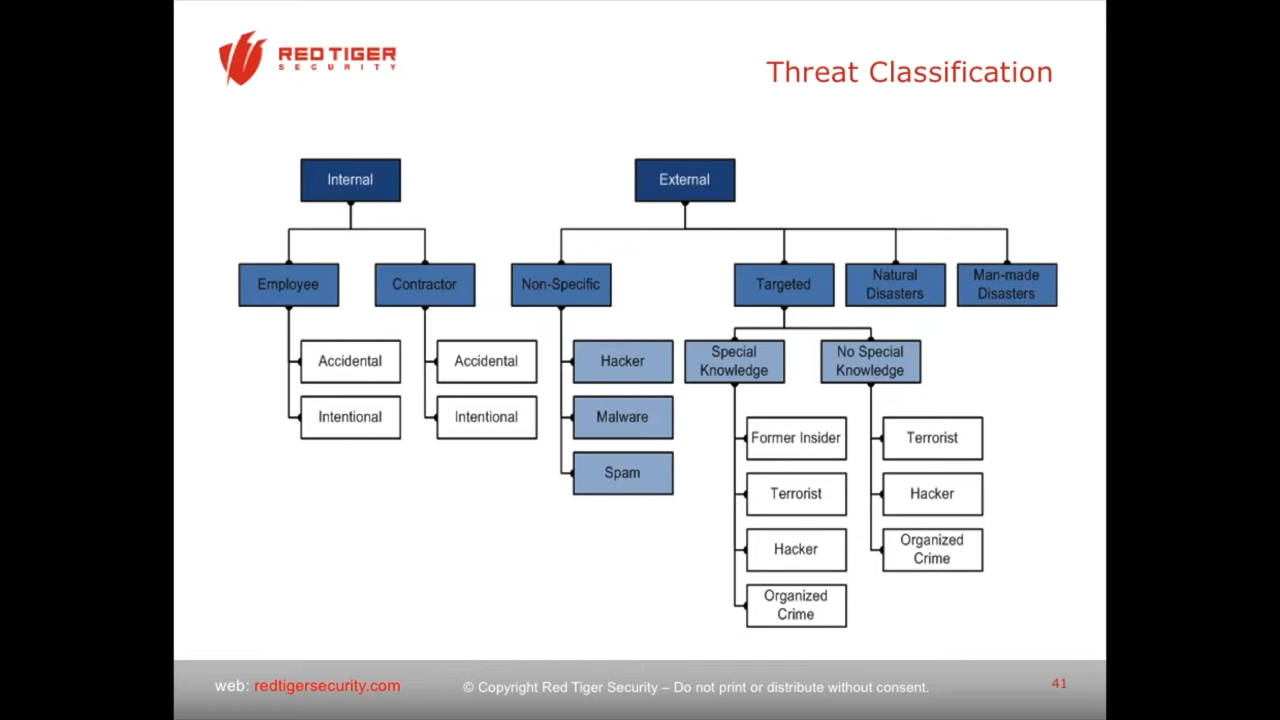 RED TIGER
SECURITY
Threat Classification
Internal
External
Employee
Contractor
Non-Specific
Targeted
Natural
Disasters
Man-made
Disasters
Accidental
Intentional
Accidental
Intentional
Hacker
Malware
Spam
Special
Knowledge
No Special
Knowledge
Former Insider
Terrorist
Hacker
Organized
Crime
Terrorist
Hacker
Organized
Crime
web: redtigersecurity.com
© Copyright Red Tiger Security – Do not print or distribute without consent.
41